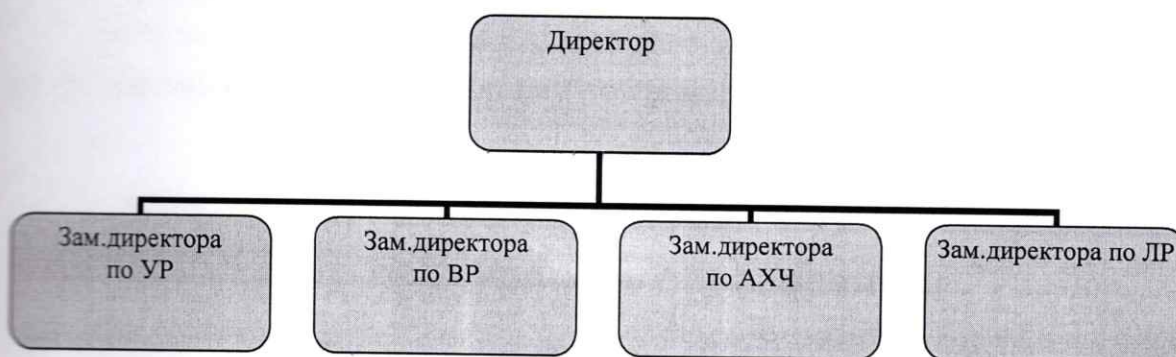 Директор
Зам.директора
по УР
Зам.директора
по ВР
Зам.директора
по АХЧ
Зам.директора по ЛР